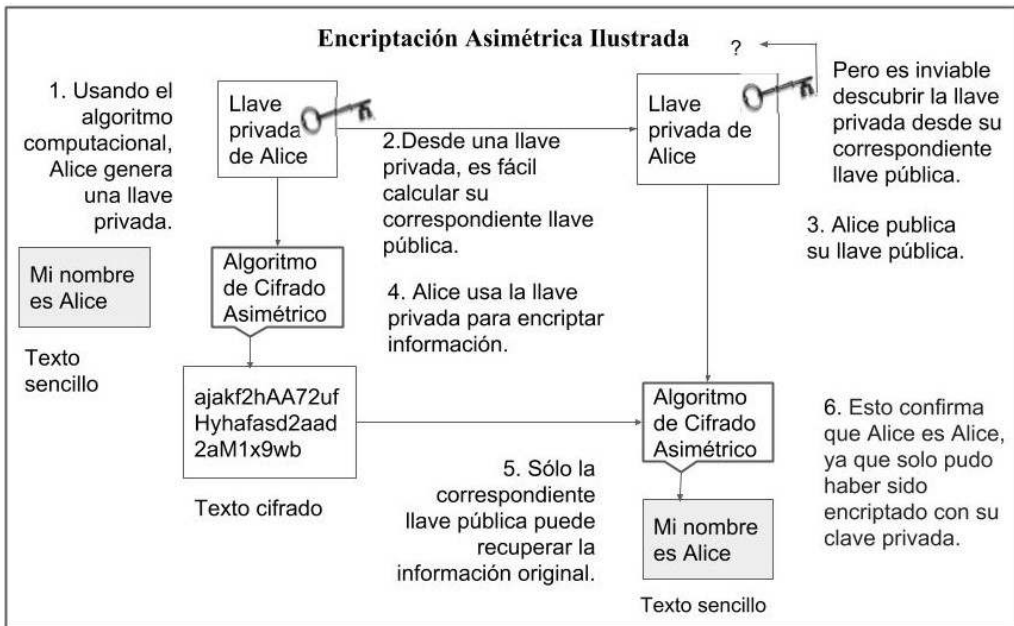 Encriptación Asimétrica Ilustrada
1. Usando el
algoritmo
computacional,
Alice genera
una llave
privada.
Llave
privada
de Alice
2.Desde una llave
privada, es fácil
calcular su
correspondiente llave
pública.
Llave
privada de
Alice
?
Pero es inviable
descubrir la llave
privada desde su
correspondiente
llave pública.
3. Alice publica
su llave pública.
Mi nombre
es Alice
Texto
sencillo
Algoritmo
de Cifrado
Asimétrico
4. Alice usa la llave
privada para encriptar
información.
ajakf2hAA72uf
Hyhafasd2aad
2aM1x9wb
Texto cifrado
5. Sólo la
correspondiente
llave pública puede
recuperar la
información original.
Algoritmo
de Cifrado
Asimétrico
Mi nombre
es Alice
Texto sencillo
6. Esto confirma
que Alice es Alice,
ya que solo pudo
haber sido
encriptado con su
clave privada.